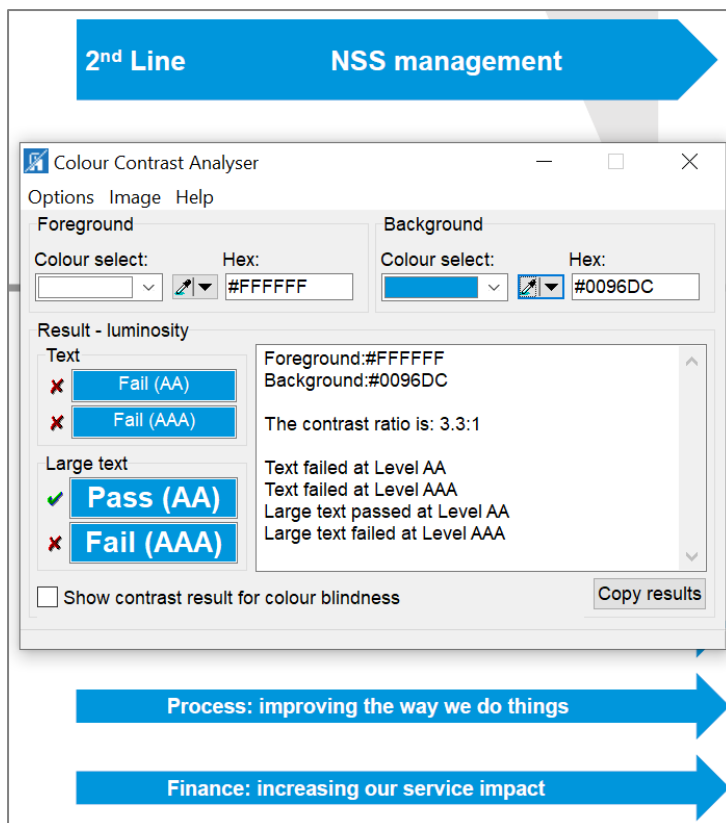 2nd Line NSS management
Colour Contrast Analyser
Options Image Help
Foreground Background
Colour select: Hex: Colour select: Hex:
#FFFFFF #0096DC
Result - luminosity
Text
Fail (AA)
Fail (AAA)
Large text
Pass (AA)
Fail (AAA)
Foreground:#FFFFFF
Background:#0096DC
The contrast ratio is: 3.3:1
Text failed at Level AA
Text failed at Level AAA
Large text passed at Level AA
Large text failed at Level AAA
Show contrast result for colour blindness
Copy results
Process: improving the way we do things
Finance: increasing our service impact